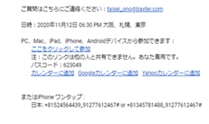 ご質問はこちらにご連絡ください: taisei_ono@baxter.com
日時: 2020年11月12日 06:30 PM 大阪、札幌、東京
PC、Mac、iPad、iPhone、Androidデバイスから参加できます:
ここをクリックして参加
注: このリンクは他の人と共有できません。あなた専用です。
パスコード: 623049
カレンダーに追加 Googleカレンダーに追加 Yahooカレンダーに追加
またはiPhone ワンタップ:
日本: +81524564439,91277612467# or +81345781488,91277612467#